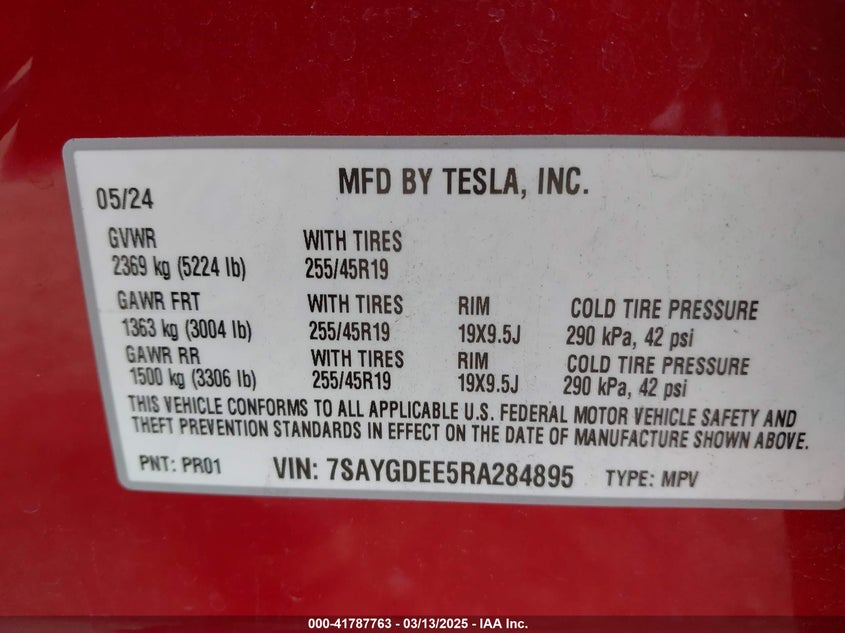 MFD BY TESLA, INC.
05/24
GVWR WITH TIRES
2369 kg (5224 lb) 255/45R19
GAWR FRT WITH TIRES RIM COLD TIRE PRESSURE
1363 kg (3004 lb) 255/45R19 19X9.5J 290 kPa, 42 psi
GAWR RR WITH TIRES RIM COLD TIRE PRESSURE
1500 kg (3306 lb) 255/45R19 19X9.5J 290 kPa, 42 psi
THIS VEHICLE CONFORMS TO ALL APPLICABLE U.S. FEDERAL MOTOR VEHICLE SAFETY AND
THEFT PREVENTION STANDARDS IN EFFECT ON THE DATE OF MANUFACTURE SHOWN ABOVE.
PNT: PR01 VIN: 7SAYGDEE5RA284895 TYPE: MPV
000-41787763 - 03/13/2025 - IAA Inc.